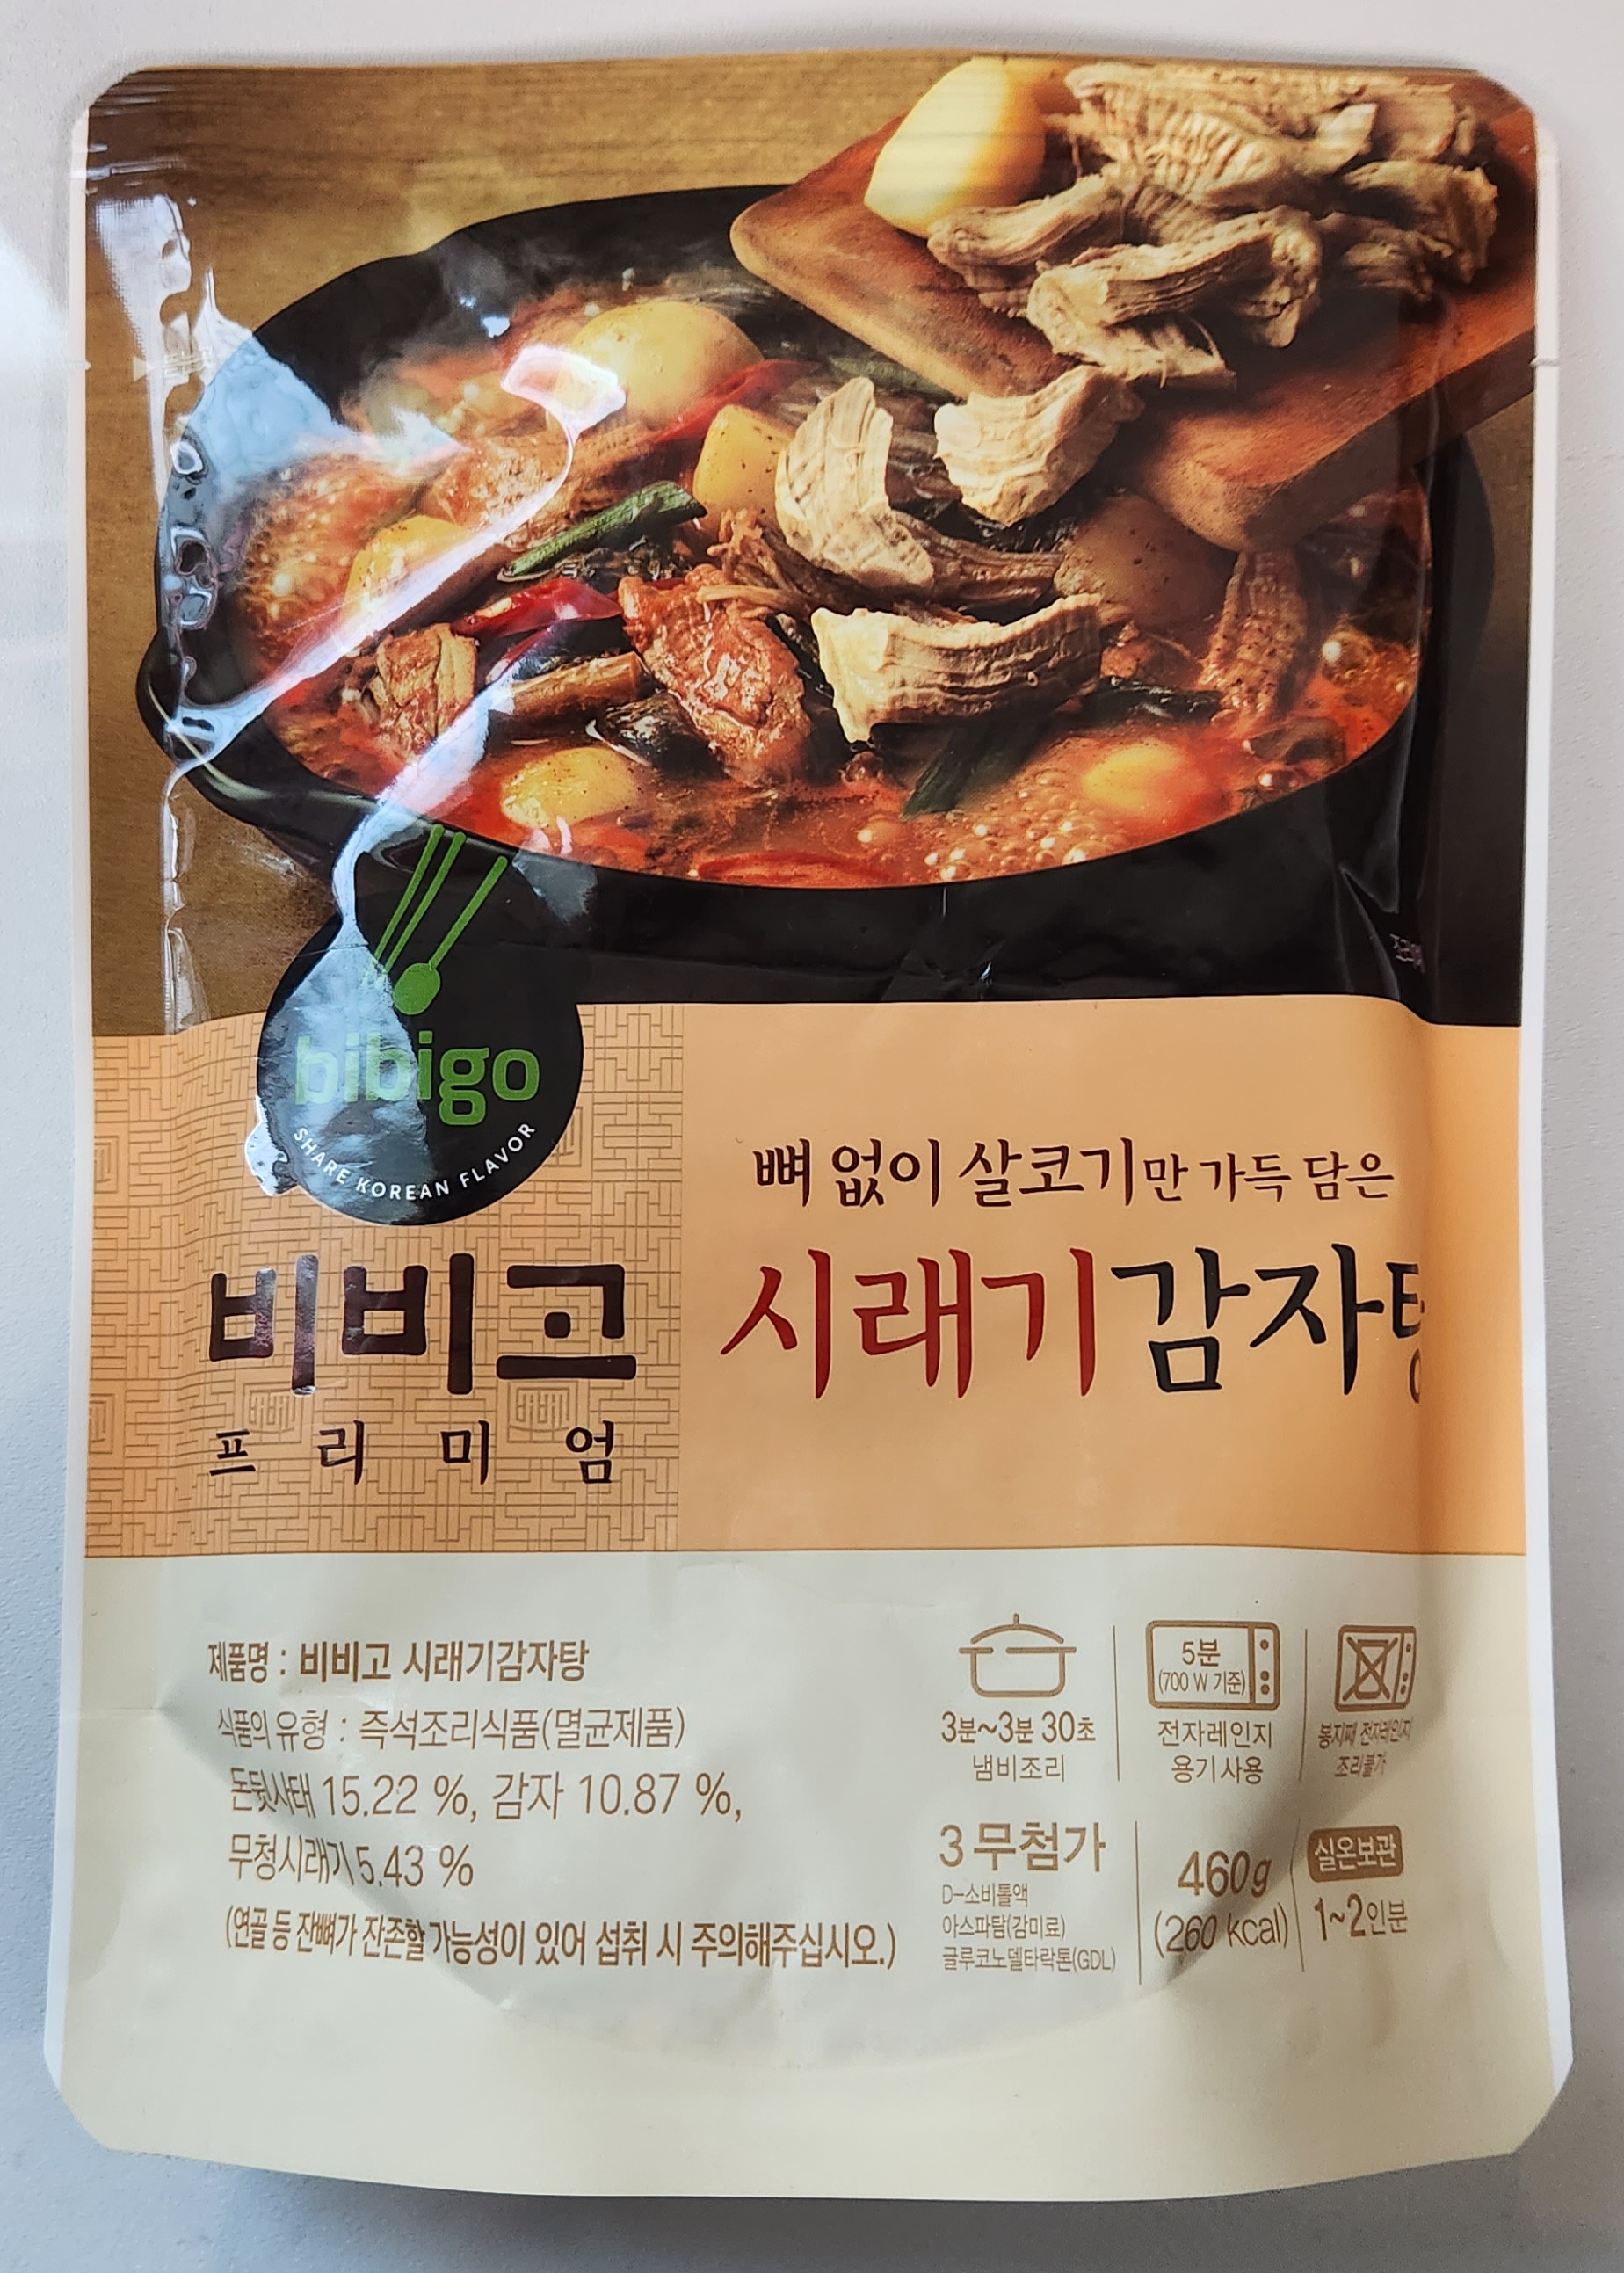 bibigo
SHARE KOREAN FLAVOR
비비고
프리미엄
뼈 없이 살코기만 가득 담은
시래기감자탕
제품명 : 비비고 시래기감자탕
식품의 유형 : 즉석조리식품(멸균제품)
돈뒷사태 15.22 %, 감자 10.87 %,
무청시래기 5.43 %
(연골 등 잔뼈가 잔존할 가능성이 있어 섭취 시 주의해주십시오.)
3분~3분 30초
냄비조리
5분
(700 W 기준)
전자레인지
용기사용
봉지째 전자레인지
조리불가
3 무첨가
D-소비톨액
아스파탐(감미료)
글루코노델타락톤(GDL)
460g
(260 kcal)
실온보관
1~2인분